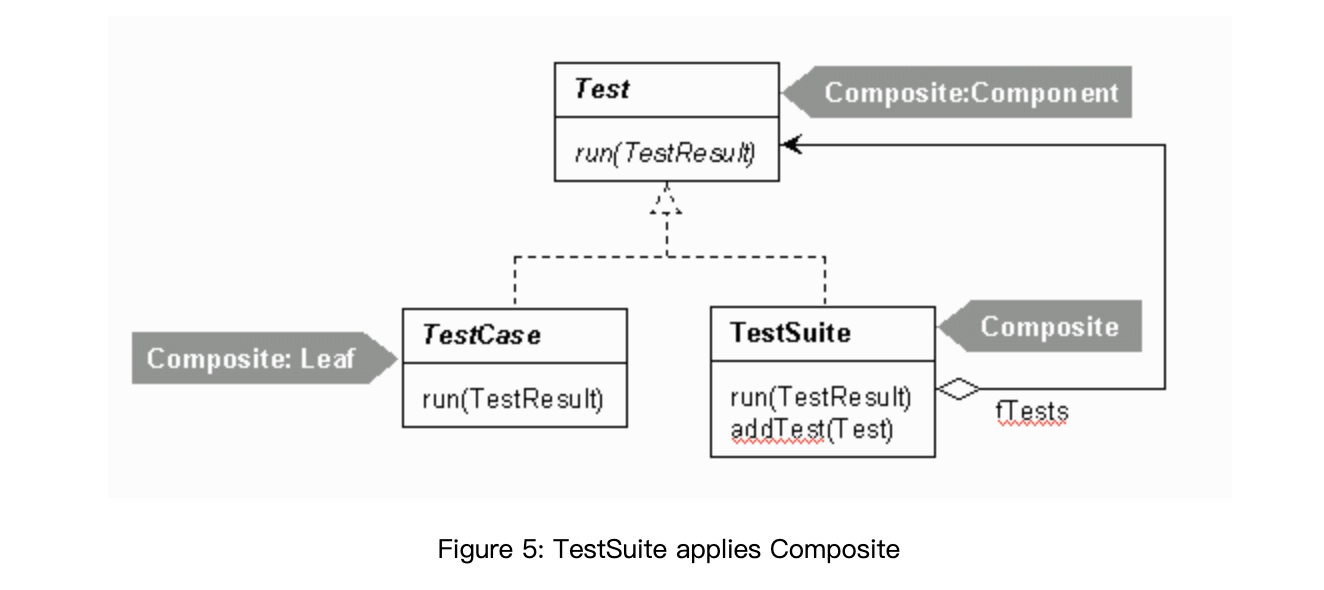 Test
Composite:Component
run(TestResult)
TestCase
Composite: Leaf
run(TestResult)
TestSuite
Composite
run(TestResult)
addTest(Test)
fTests
Figure 5: TestSuite applies Composite